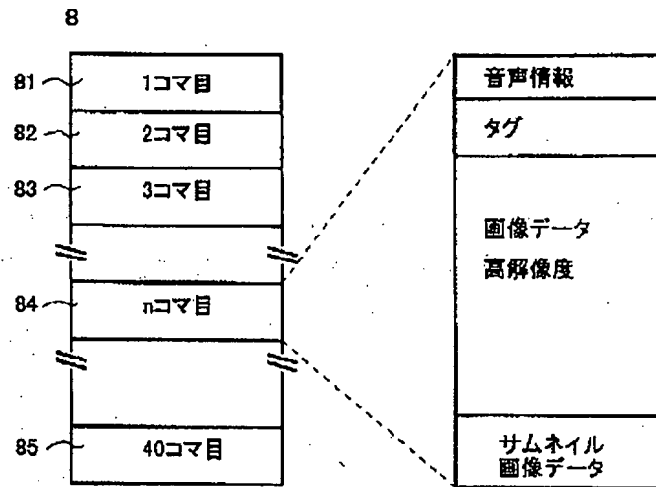 8
81
1コマ目
82
2コマ目
83
3コマ目
84
nコマ目
85
40コマ目
音声情報
タグ
画像データ
高解像度
サムネイル
画像データ